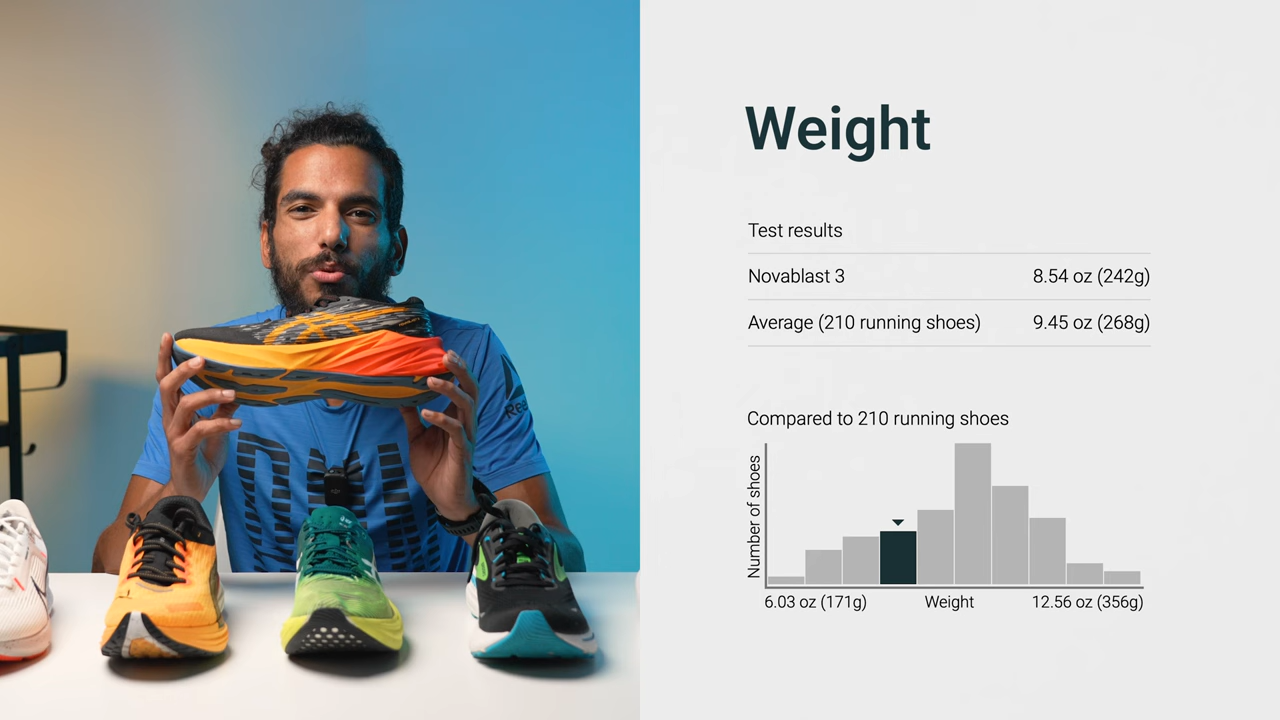 Weight
Test results
Novablast 3 8.54 oz (242g)
Average (210 running shoes) 9.45 oz (268g)
Compared to 210 running shoes
Number of shoes
6.03 oz (171g) Weight 12.56 oz (356g)